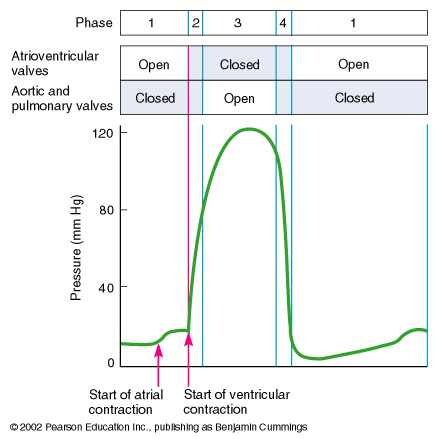 Phase 1 2 3 4 1
Atrioventricular
valves
Open Closed Open
Aortic and
pulmonary valves
Closed Open Closed
Pressure (mm Hg)
120
80
40
0
Start of atrial
contraction
Start of ventricular
contraction
© 2002 Pearson Education Inc., publishing as Benjamin Cummings